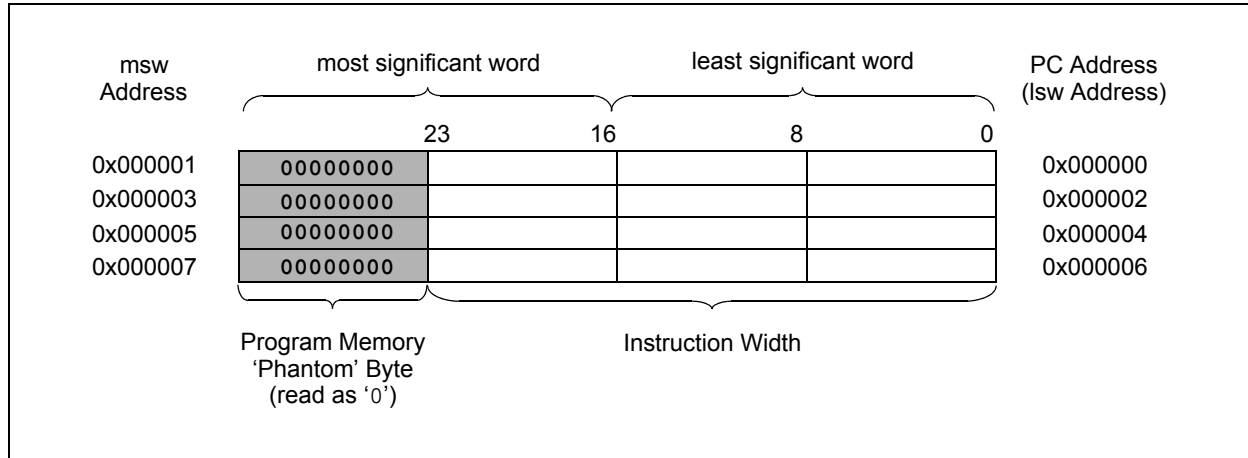 msw
Address
most significant word
least significant word
PC Address
(lsw Address)
23 16 8 0
0x000001 00000000 0x000000
0x000003 00000000 0x000002
0x000005 00000000 0x000004
0x000007 00000000 0x000006
Program Memory
‘Phantom’ Byte
(read as ‘0’)
Instruction Width